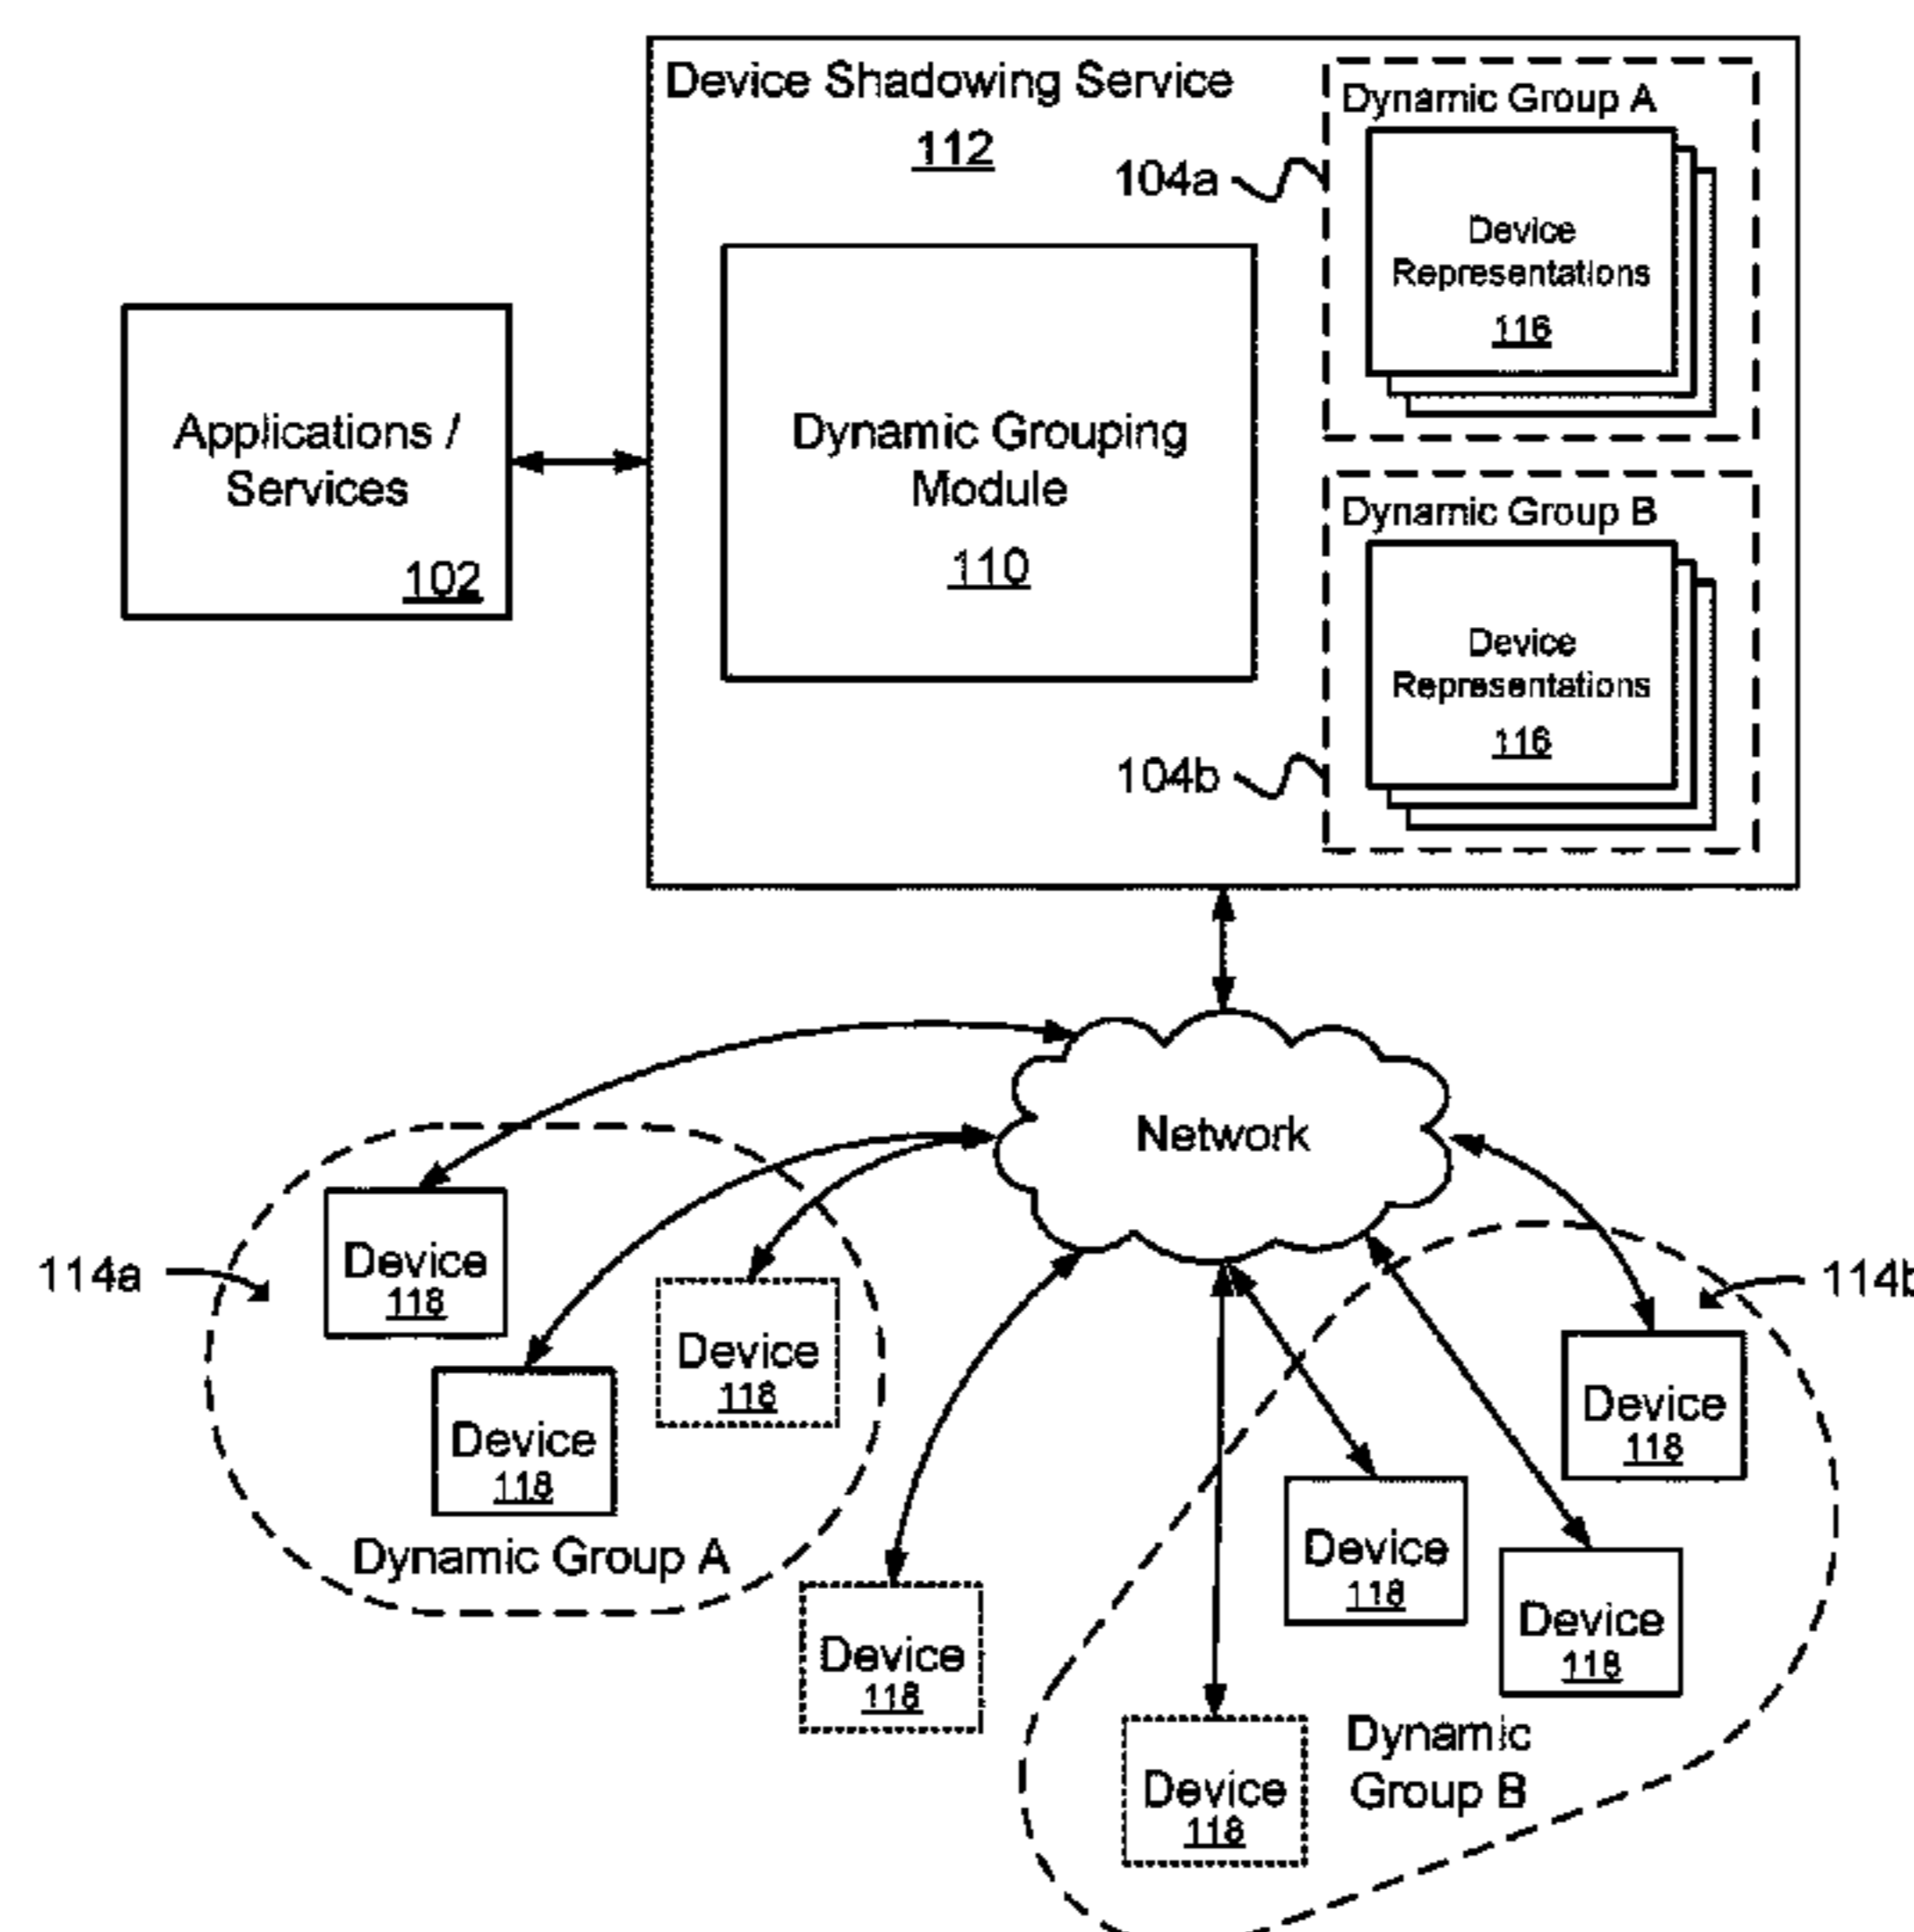 Device Shadowing Service
112
Dynamic Group A
104a
Device
Representations
116
Applications /
Services
102
Dynamic Grouping
Module
110
Dynamic Group B
Device
Representations
116
104b
Network
114a
Device
118
Device
118
Device
118
Dynamic Group A
Device
118
114b
Device
118
Device
118
Device
118
Device
118
Dynamic
Group B